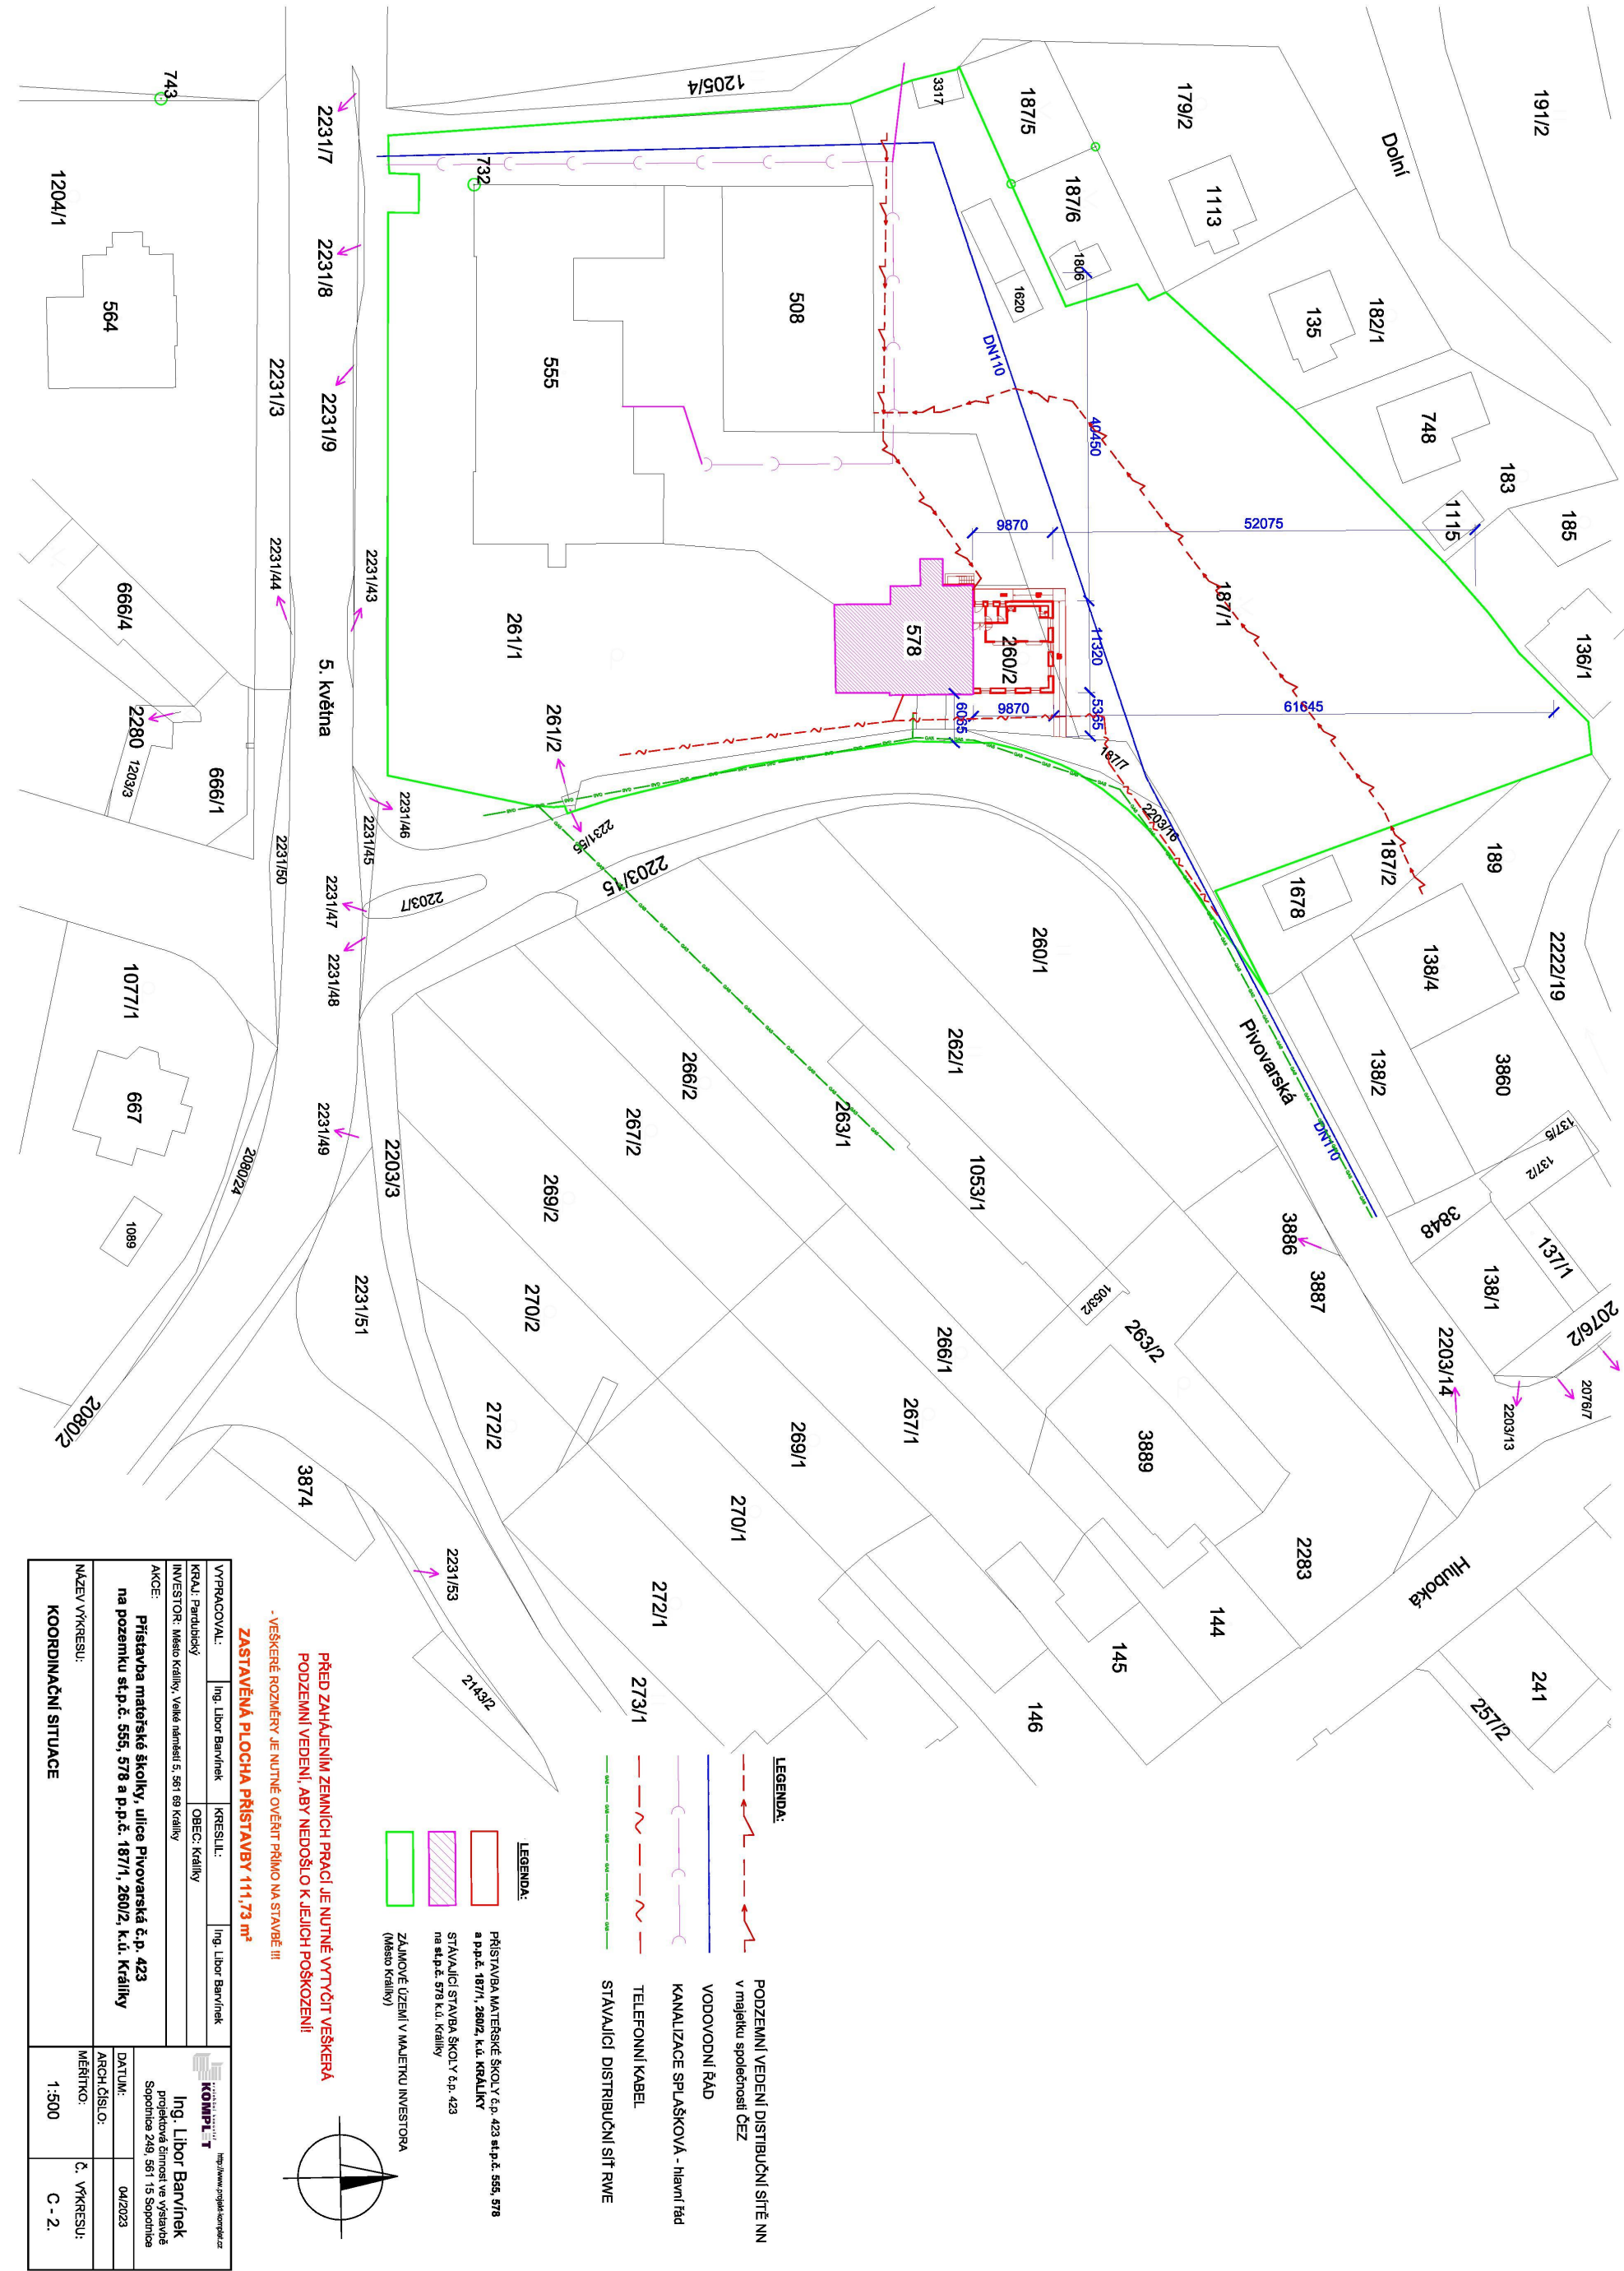 191/2
Dolní
179/2
187/5
3317
1205/4
743
2231/7
732
187/6
1113
1806
1620
1204/1
2231/8
508
135
182/1
564
DN110
555
2231/3
2231/9
40450
748
183
1115
185
9870
52075
2231/44
2231/43
666/4
261/1
578
260/2
11320
187/1
136/1
5. května
2280
1203/3
666/1
261/2
6065
9870
5365
61645
187/7
2231/46
2231/45
2231/50
2231/55
2203/15
2203/16
187/2
189
1678
2231/47
2203/7
2231/48
1077/1
260/1
138/4
2222/19
Pivovarská
262/1
266/2
267/2
263/1
138/2
3860
DN110
137/5
137/2
667
2231/49
2080/24
2203/3
269/2
1053/1
1089
3886
3848
137/1
138/1
2231/51
270/2
1053/2
263/2
3887
2076/2
266/1
2203/14
2076/7
2203/13
2080/2
272/2
269/1
267/1
3889
3874
270/1
2283
Hluboká
2231/53
272/1
144
145
2143/2
273/1
146
241
257/2
LEGENDA:
PODZEMNÍ VEDENÍ DISTIBUČNÍ SÍTĚ NN
v majetku společnosti ČEZ
VODOVODNÍ ŘÁD
KANALIZACE SPLAŠKOVÁ - hlavní řád
TELEFONNÍ KABEL
STÁVAJÍCÍ DISTRIBUČNÍ SÍŤ RWE
LEGENDA:
PŘÍSTAVBA MATEŘSKÉ ŠKOLY č.p. 423 st.p.č. 555, 578
a p.p.č. 187/1, 260/2, k.ú. KRÁLÍKY
STÁVAJÍCÍ STAVBA ŠKOLY č.p. 423
na st.p.č. 578 k.ú. Králíky
ZÁJMOVÉ ÚZEMÍ V MAJETKU INVESTORA
(Město Králíky)
PŘED ZAHÁJENÍM ZEMNÍCH PRACÍ JE NUTNÉ VYTYČIT VEŠKERÁ
PODZEMNÍ VEDENÍ, ABY NEDOŠLO K JEJICH POŠKOZENÍ!
- VEŠKERÉ ROZMĚRY JE NUTNÉ OVĚŘIT PŘÍMO NA STAVBĚ !!!
ZASTAVĚNÁ PLOCHA PŘÍSTAVBY 111,73 m²
VYPRACOVAL: Ing. Libor Barvínek KRESLIL: Ing. Libor Barvínek
KRAJ: Pardubický OBEC: Králíky
INVESTOR: Město Králíky, Velké náměstí 5, 561 69 Králíky
AKCE:
Přístavba mateřské školky, ulice Pivovarská č.p. 423
na pozemku st.p.č. 555, 578 a p.p.č. 187/1, 260/2, k.ú. Králíky
NÁZEV VÝKRESU:
KOORDINAČNÍ SITUACE
KOMPLET
http://www.projekt-komplet.cz
Ing. Libor Barvínek
projektová činnost ve výstavbě
Sopotnice 249, 561 15 Sopotnice
DATUM: 04/2023
ARCH.ČÍSLO:
MĚŘÍTKO: Č. VÝKRESU:
1:500 C - 2.